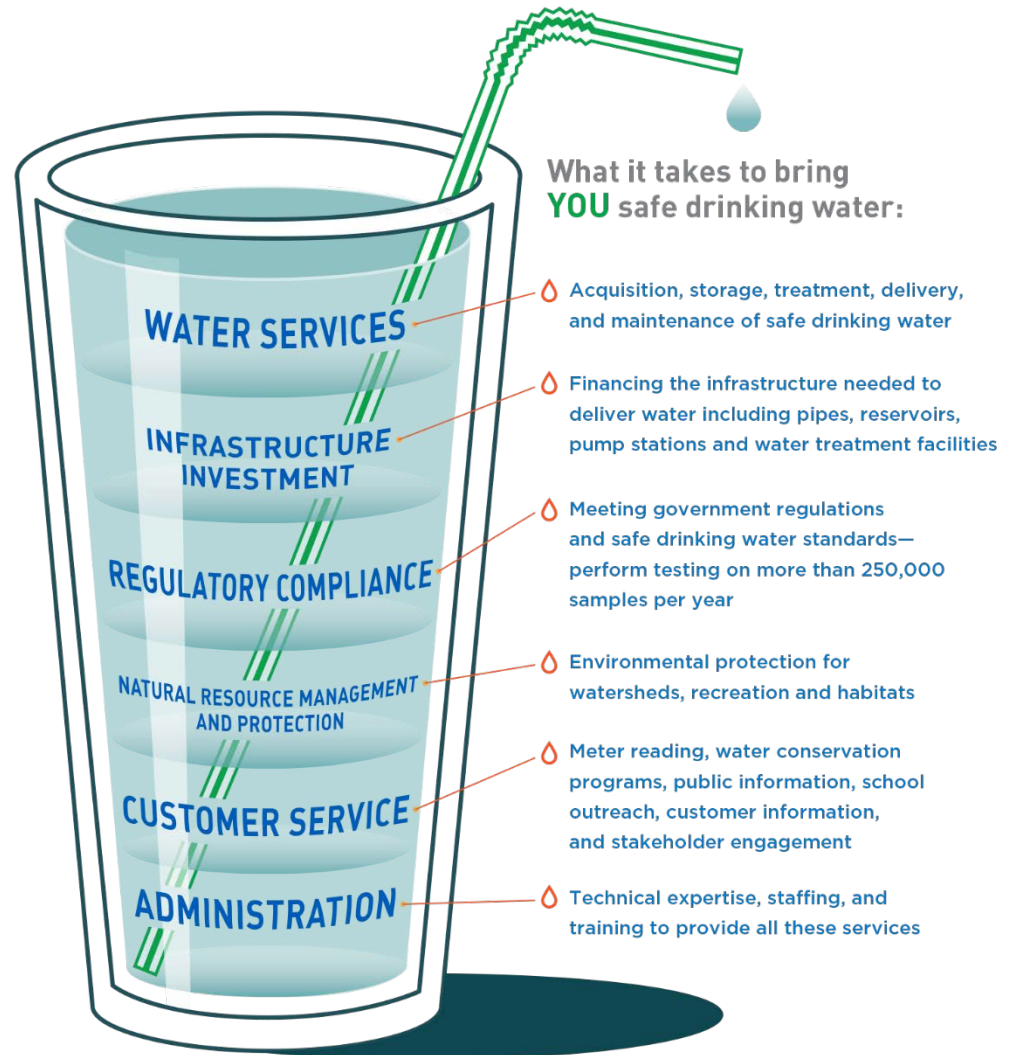 What it takes to bring
YOU safe drinking water:
WATER SERVICES
Acquisition, storage, treatment, delivery,
and maintenance of safe drinking water
INFRASTRUCTURE
INVESTMENT
Financing the infrastructure needed to
deliver water including pipes, reservoirs,
pump stations and water treatment facilities
REGULATORY COMPLIANCE
Meeting government regulations
and safe drinking water standards—
perform testing on more than 250,000
samples per year
NATURAL RESOURCE MANAGEMENT
AND PROTECTION
Environmental protection for
watersheds, recreation and habitats
CUSTOMER SERVICE
Meter reading, water conservation
programs, public information, school
outreach, customer information,
and stakeholder engagement
ADMINISTRATION
Technical expertise, staffing, and
training to provide all these services